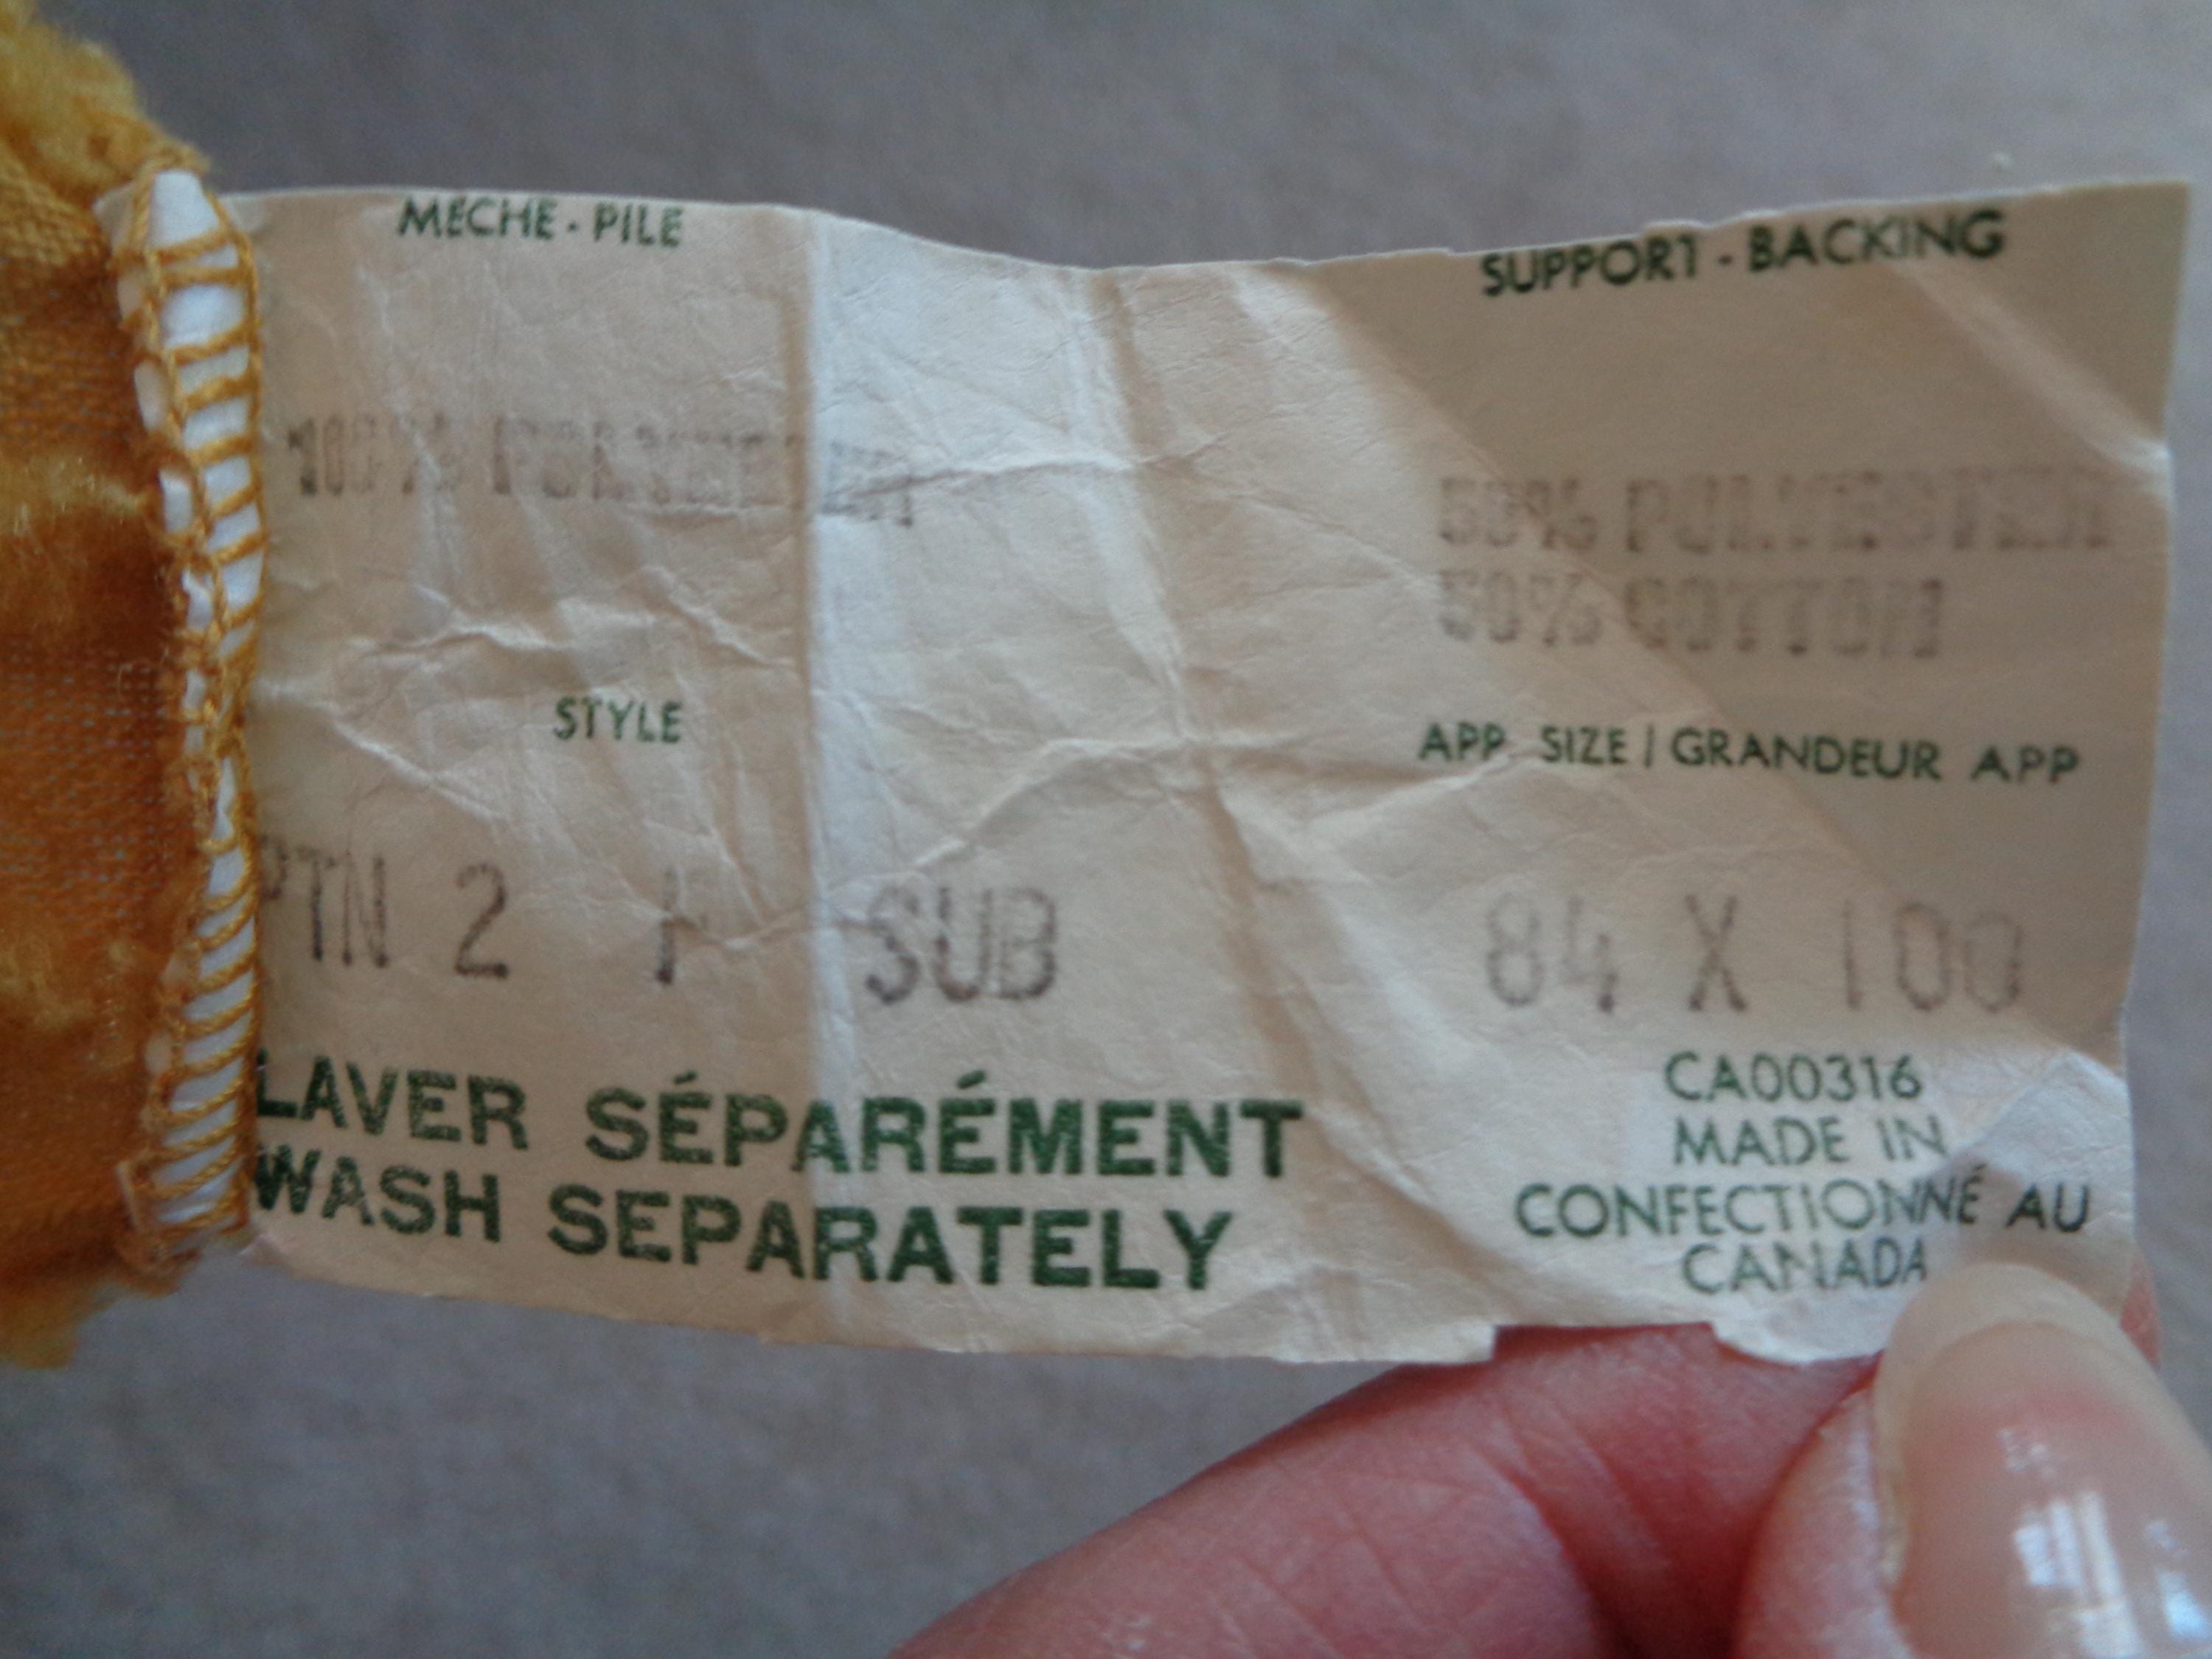 MÈCHE - PILE
SUPPORT - BACKING
100% POLYESTER
50% POLYESTER
50% COTTON
STYLE
APP. SIZE / GRANDEUR APP
PTN 2 SUB
84 X 100
LAVER SÉPARÉMENT
WASH SEPARATELY
CA00316
MADE IN
CONFECTIONNÉ AU
CANADA